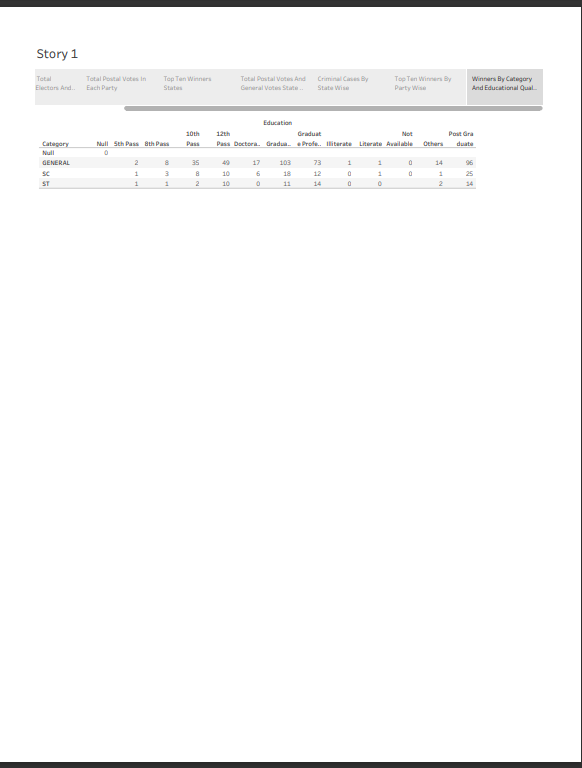 Story 1
Total
Electors And..
Total Postal Votes In
Each Party
Top Ten Winners
States
Total Postal Votes And
General Votes State ..
Criminal Cases By
State Wise
Top Ten Winners By
Party Wise
Winners By Category
And Educational Qual..
Education
Category Null 5th Pass 8th Pass 10th Pass 12th Pass Doctora.. Gradua.. Graduat e Profe.. Illiterate Literate Not Available Others Post Gra duate
Null 0
GENERAL 2 8 35 49 17 103 73 1 1 0 14 96
SC 1 3 8 10 6 18 12 0 1 0 1 25
ST 1 1 2 10 0 11 14 0 0 2 14